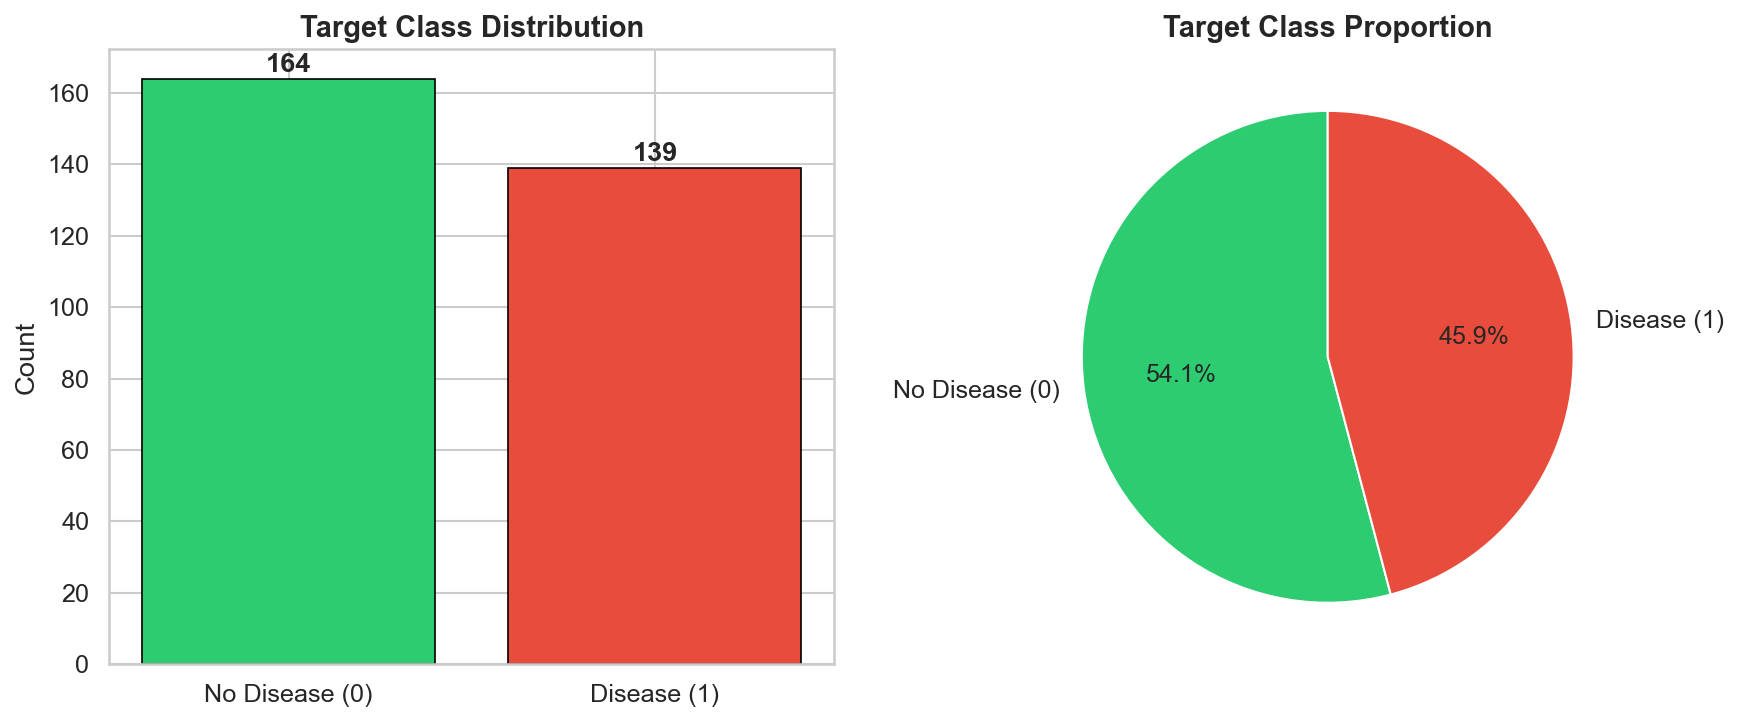 Target Class Distribution
164
139
160
140
120
100
80
60
40
20
0
Count
No Disease (0)
Disease (1)
Target Class Proportion
Disease (1)
45.9%
54.1%
No Disease (0)